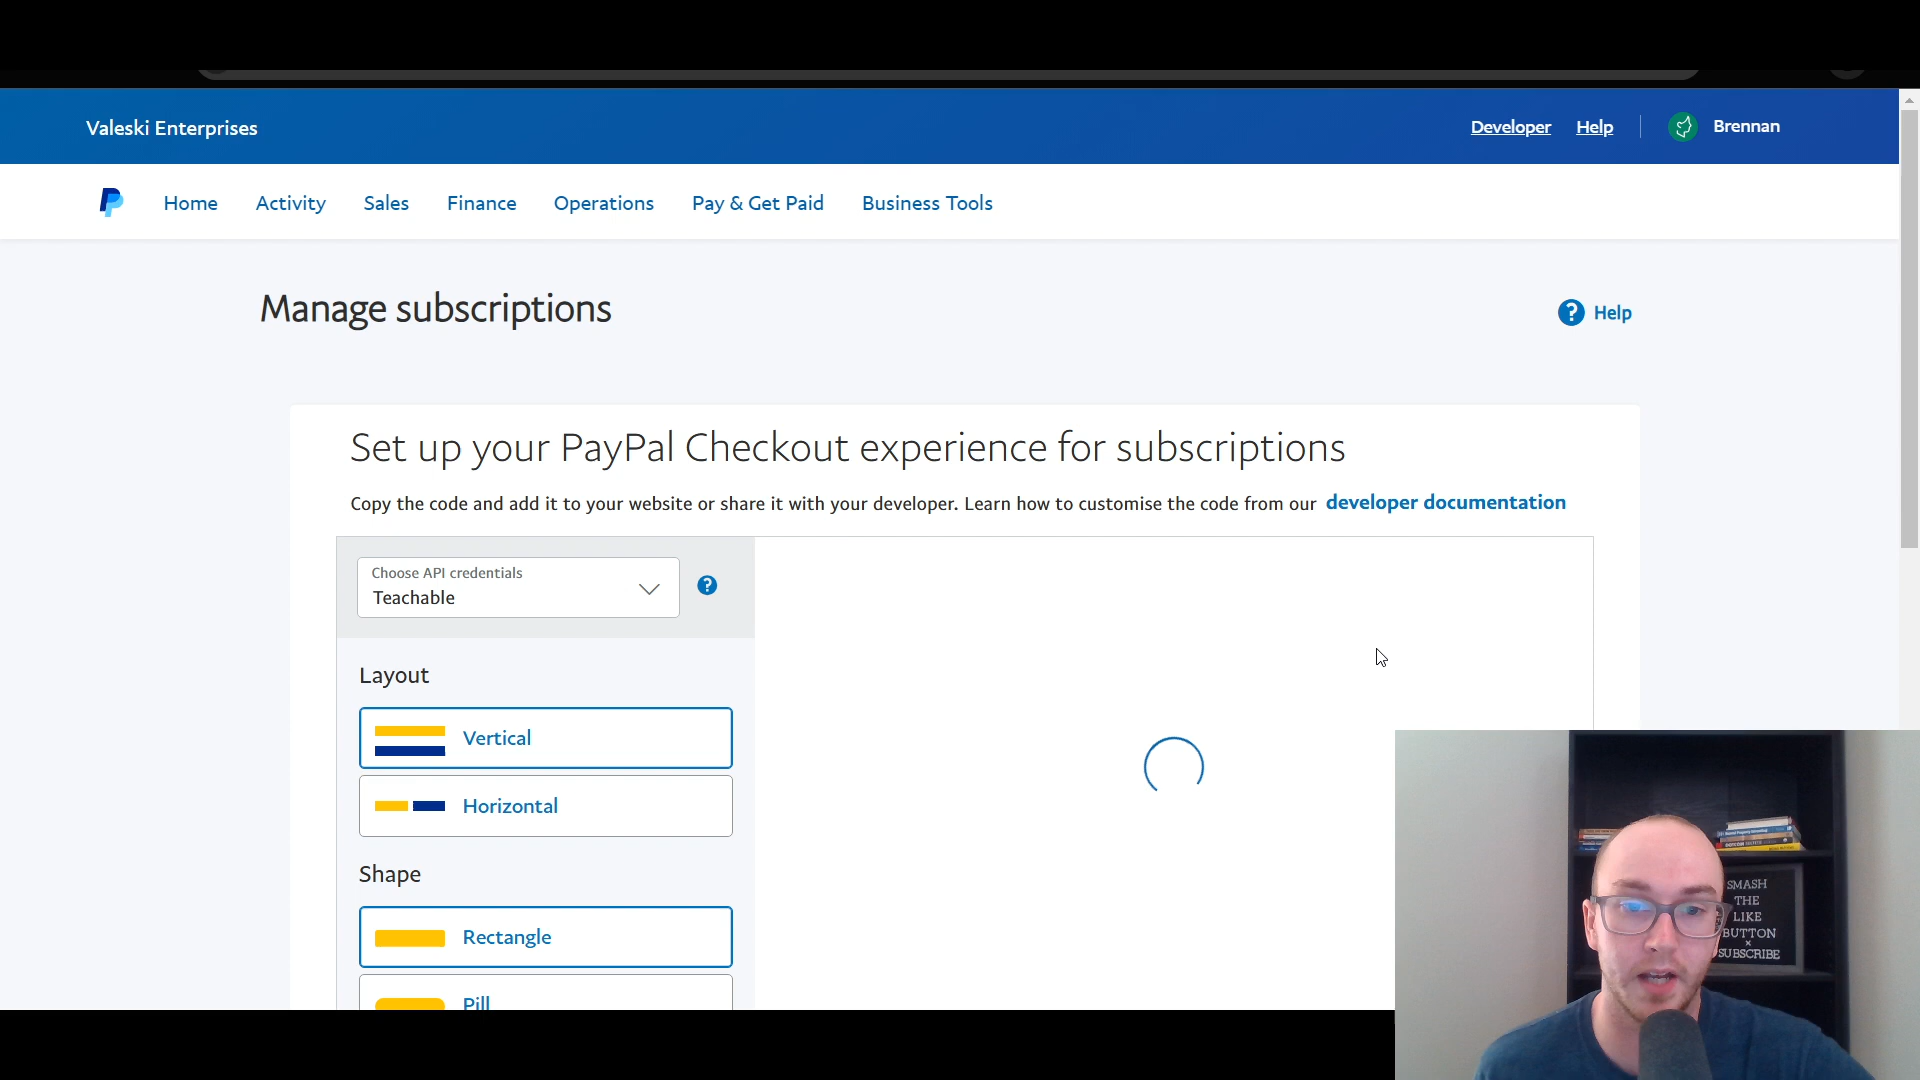 Valeski Enterprises
Developer Help Brennan
Home Activity Sales Finance Operations Pay & Get Paid Business Tools
Manage subscriptions
? Help
Set up your PayPal Checkout experience for subscriptions
Copy the code and add it to your website or share it with your developer. Learn how to customise the code from our developer documentation
Choose API credentials
Teachable
?
Layout
Vertical
Horizontal
Shape
Rectangle
Pill
SMASH
THE
LIKE
BUTTON
×
SUBSCRIBE